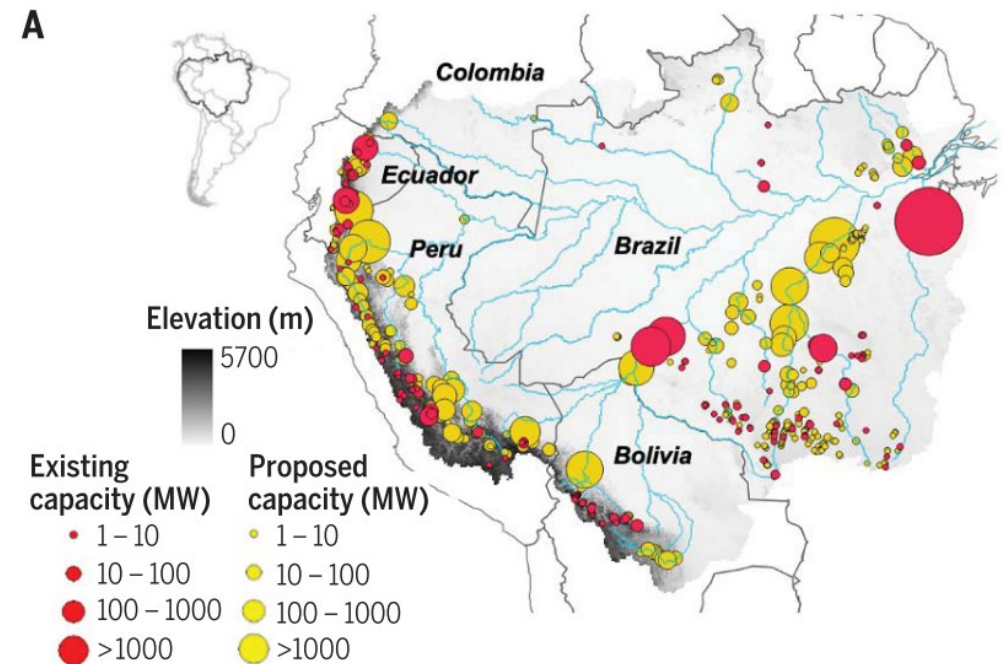 A
Colombia
Ecuador
Peru
Brazil
Bolivia
Elevation (m)
5700
0
Existing
capacity (MW)
1 – 10
10 – 100
100 – 1000
>1000
Proposed
capacity (MW)
1 – 10
10 – 100
100 – 1000
>1000